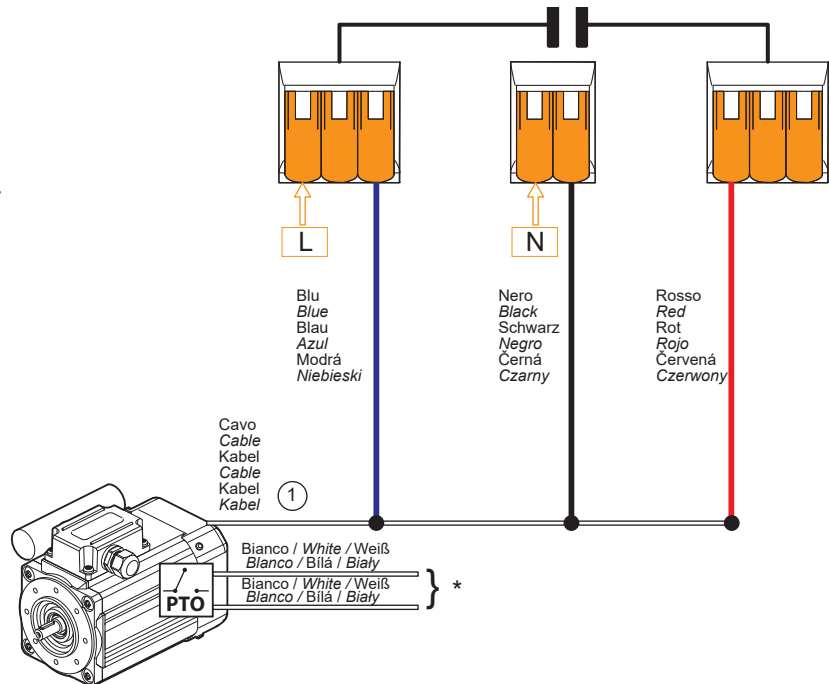 L
N
Blu
Blue
Blau
Azul
Modrá
Niebieski
Nero
Black
Schwarz
Negro
Černá
Czarny
Rosso
Red
Rot
Rojo
Červená
Czerwony
Cavo
Cable
Kabel
Cable
Kabel
Kabel
1
Bianco / White / Weiß
Blanco / Bílá / Biały
Bianco / White / Weiß
Blanco / Bílá / Biały
} *
PTO